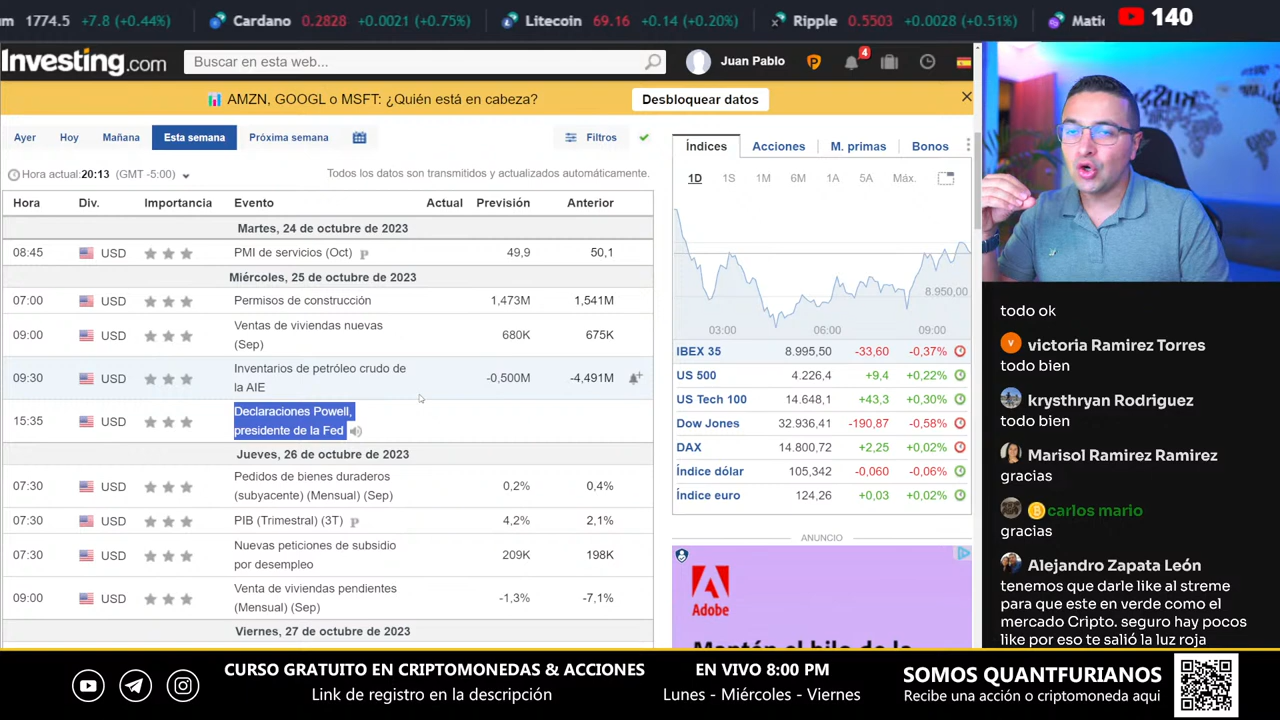 1774.5 +7.8 (+0.44%) Cardano 0.2828 +0.0021 (+0.75%) Litecoin 69.16 +0.14 (+0.20%) Ripple 0.5503 +0.0028 (+0.51%) Matic
140
Investing.com
Buscar en esta web...
Juan Pablo
4
AMZN, GOOGL o MSFT: ¿Quién está en cabeza?
Desbloquear datos
Ayer Hoy Mañana Esta semana Próxima semana Filtros
Hora actual:20:13 (GMT -5:00)
Todos los datos son transmitidos y actualizados automáticamente.
Hora Div. Importancia Evento Actual Previsión Anterior
Martes, 24 de octubre de 2023
08:45 USD PMI de servicios (Oct) P 49,9 50,1
Miércoles, 25 de octubre de 2023
07:00 USD Permisos de construcción 1,473M 1,541M
09:00 USD Ventas de viviendas nuevas
(Sep) 680K 675K
09:30 USD Inventarios de petróleo crudo de
la AIE -0,500M -4,491M
15:35 USD Declaraciones Powell,
presidente de la Fed
Jueves, 26 de octubre de 2023
07:30 USD Pedidos de bienes duraderos
(subyacente) (Mensual) (Sep) 0,2% 0,4%
07:30 USD PIB (Trimestral) (3T) P 4,2% 2,1%
07:30 USD Nuevas peticiones de subsidio
por desempleo 209K 198K
09:00 USD Venta de viviendas pendientes
(Mensual) (Sep) -1,3% -7,1%
Viernes, 27 de octubre de 2023
Índices Acciones M. primas Bonos
1D 1S 1M 6M 1A 5A Máx.
8.950,00
03:00 06:00 09:00
IBEX 35 8.995,50 -33,60 -0,37%
US 500 4.226,4 +9,4 +0,22%
US Tech 100 14.648,1 +43,3 +0,30%
Dow Jones 32.936,41 -190,87 -0,58%
DAX 14.800,72 +2,25 +0,02%
Índice dólar 105,342 -0,060 -0,06%
Índice euro 124,26 +0,03 +0,02%
ANUNCIO
Adobe
todo ok
victoria Ramirez Torres
todo bien
krysthryan Rodriguez
todo bien
Marisol Ramirez Ramirez
gracias
carlos mario
gracias
Alejandro Zapata León
tenemos que darle like al streme
para que este en verde como el
mercado Cripto. seguro hay pocos
like por eso te salió la luz roja
CURSO GRATUITO EN CRIPTOMONEDAS & ACCIONES
Link de registro en la descripción
EN VIVO 8:00 PM
Lunes - Miércoles - Viernes
SOMOS QUANTFURIANOS
Recibe una acción o criptomoneda aqui